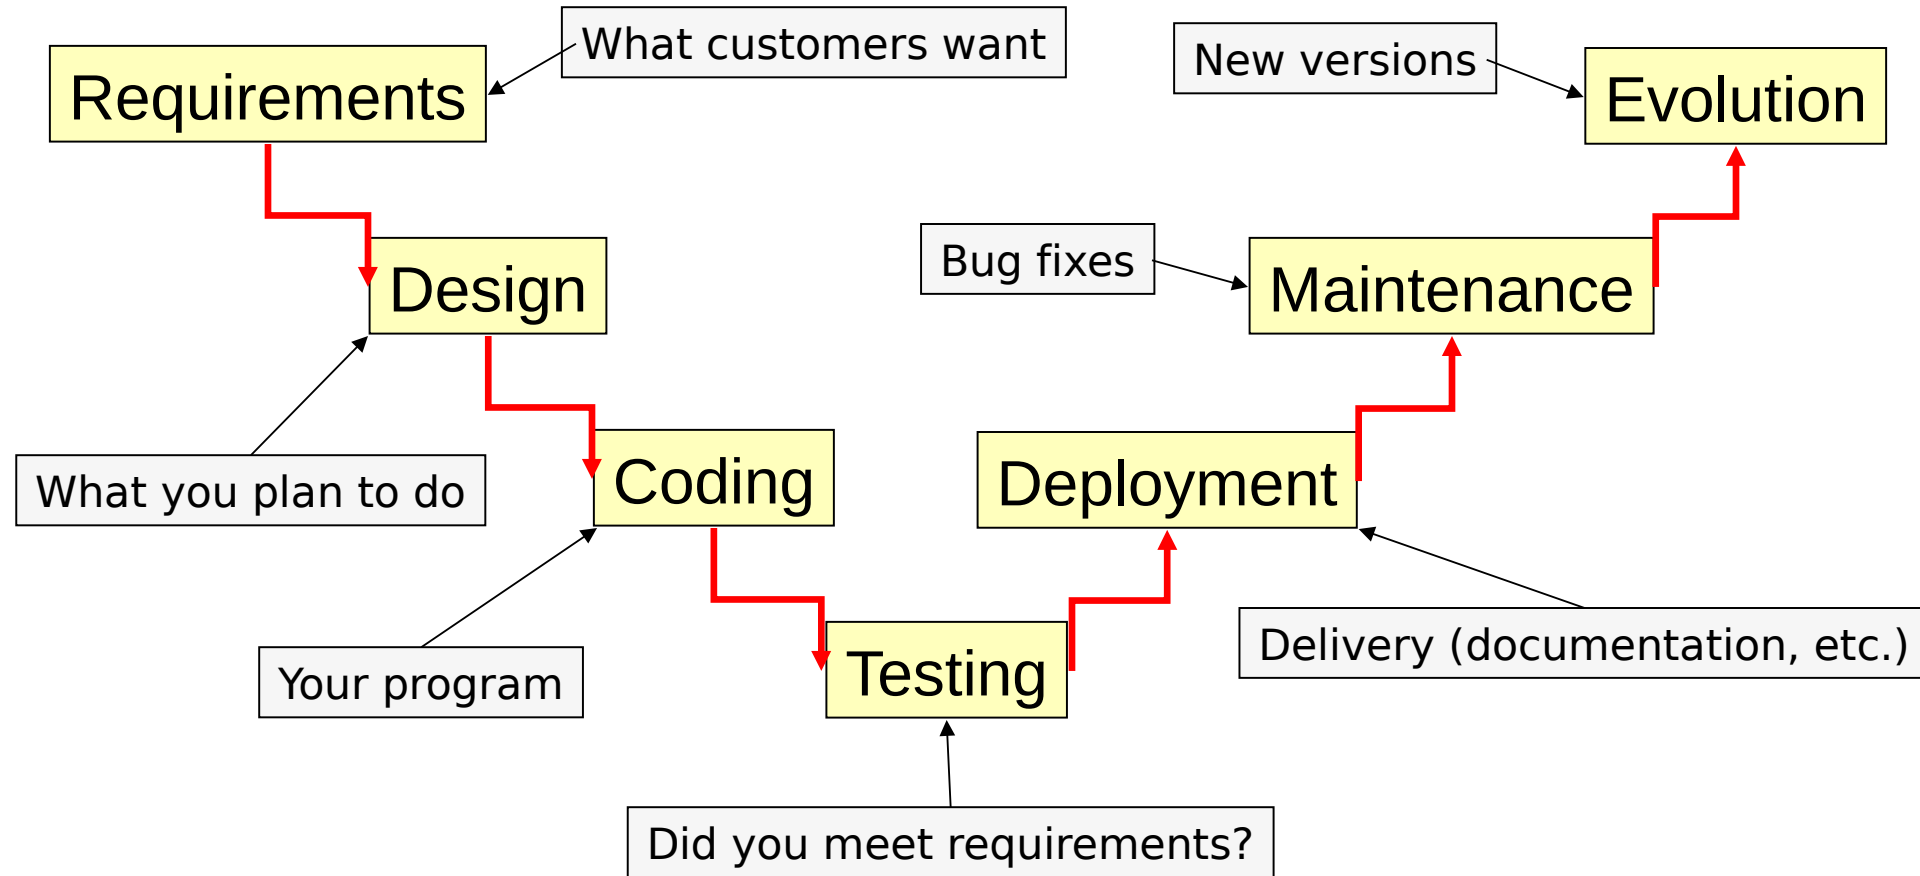 What customers want
New versions
Requirements
Evolution
Bug fixes
Design
Maintenance
What you plan to do
Coding
Deployment
Your program
Testing
Delivery (documentation, etc.)
Did you meet requirements?